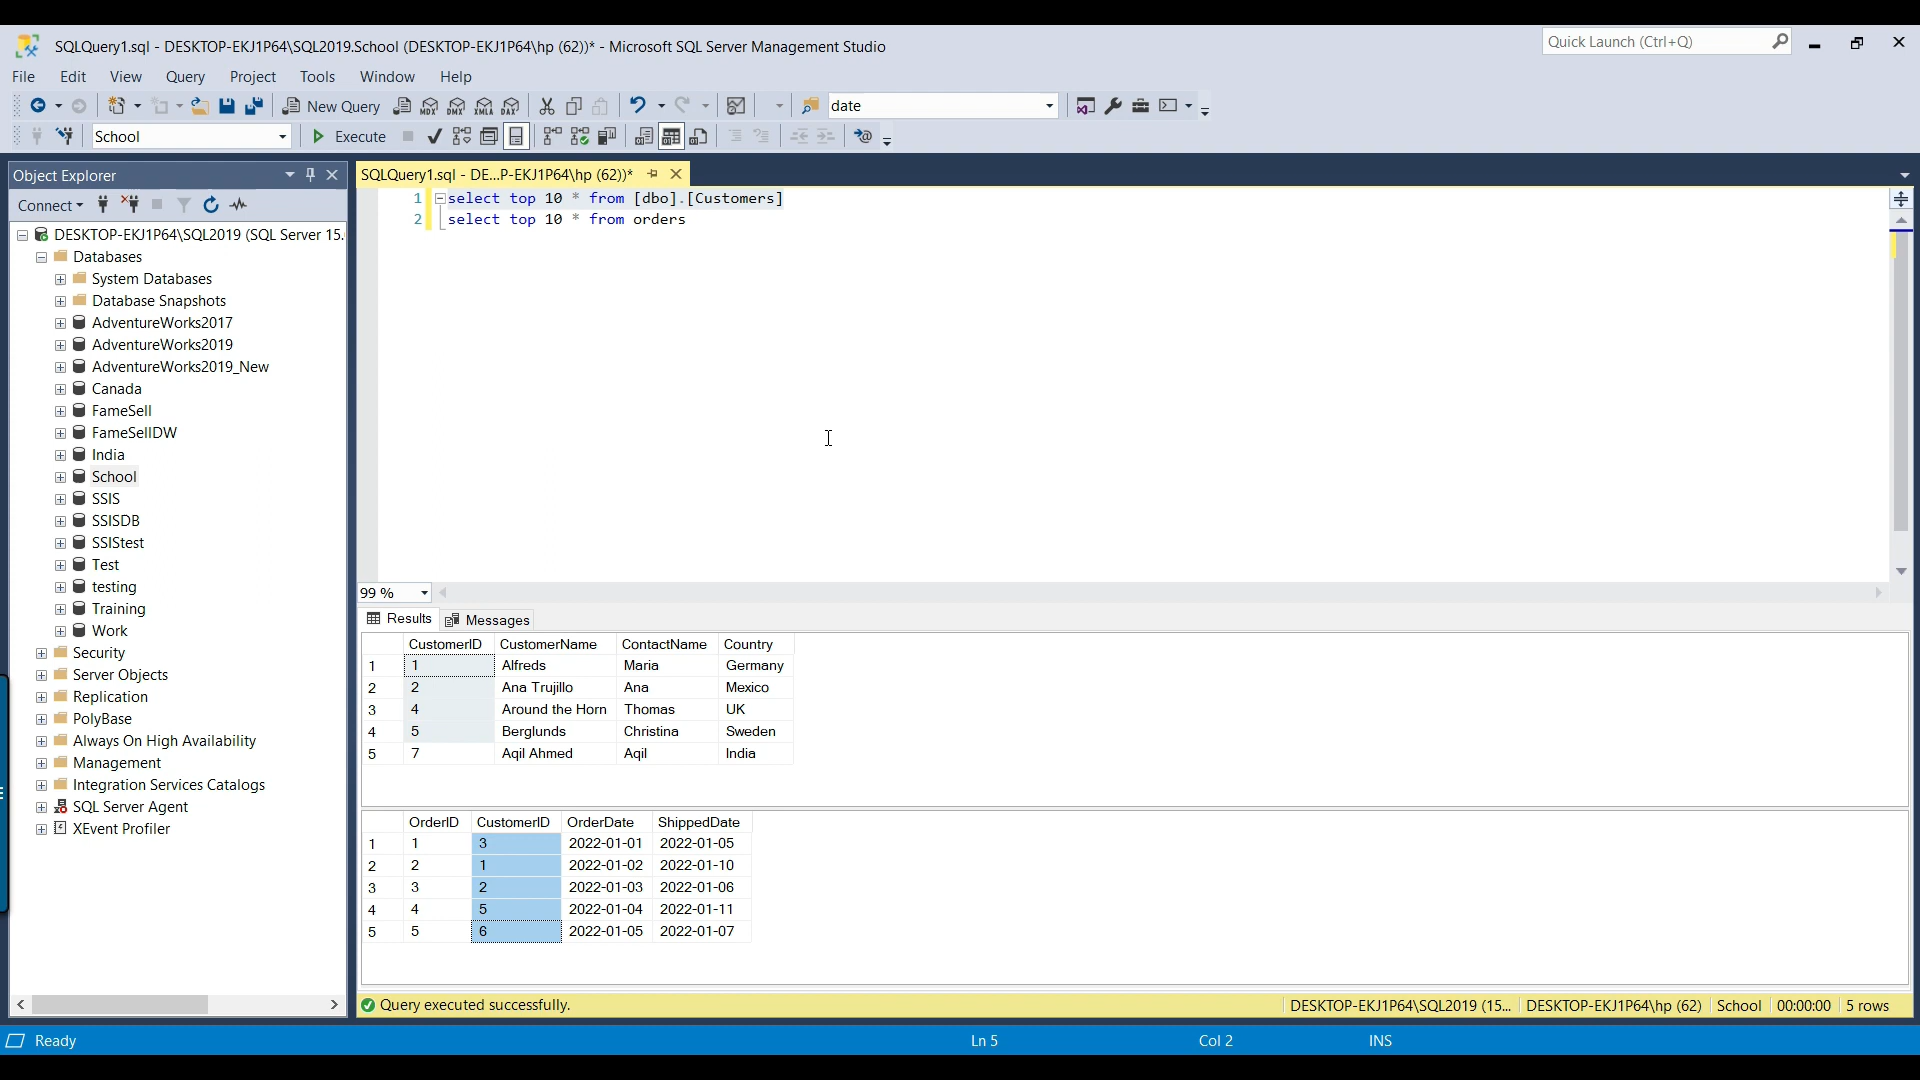 SQLQuery1.sql - DESKTOP-EKJ1P64\SQL2019.School (DESKTOP-EKJ1P64\hp (62))* - Microsoft SQL Server Management Studio
Quick Launch (Ctrl+Q)
File Edit View Query Project Tools Window Help
New Query MDX DMX XMLA DAX date
School Execute
Object Explorer
SQLQuery1.sql - DE...P-EKJ1P64\hp (62))*
Connect
1 select top 10 * from [dbo].[Customers]
2 select top 10 * from orders
DESKTOP-EKJ1P64\SQL2019 (SQL Server 15.
Databases
System Databases
Database Snapshots
AdventureWorks2017
AdventureWorks2019
AdventureWorks2019_New
Canada
FameSell
FameSellDW
India
School
SSIS
SSISDB
SSIStest
Test
testing
Training
Work
Security
Server Objects
Replication
PolyBase
Always On High Availability
Management
Integration Services Catalogs
SQL Server Agent
XEvent Profiler
99 %
Results Messages
CustomerID CustomerName ContactName Country
1 1 Alfreds Maria Germany
2 2 Ana Trujillo Ana Mexico
3 4 Around the Horn Thomas UK
4 5 Berglunds Christina Sweden
5 7 Aqil Ahmed Aqil India
OrderID CustomerID OrderDate ShippedDate
1 1 3 2022-01-01 2022-01-05
2 2 1 2022-01-02 2022-01-10
3 3 2 2022-01-03 2022-01-06
4 4 5 2022-01-04 2022-01-11
5 5 6 2022-01-05 2022-01-07
Query executed successfully. DESKTOP-EKJ1P64\SQL2019 (15... DESKTOP-EKJ1P64\hp (62) School 00:00:00 5 rows
Ready Ln 5 Col 2 INS